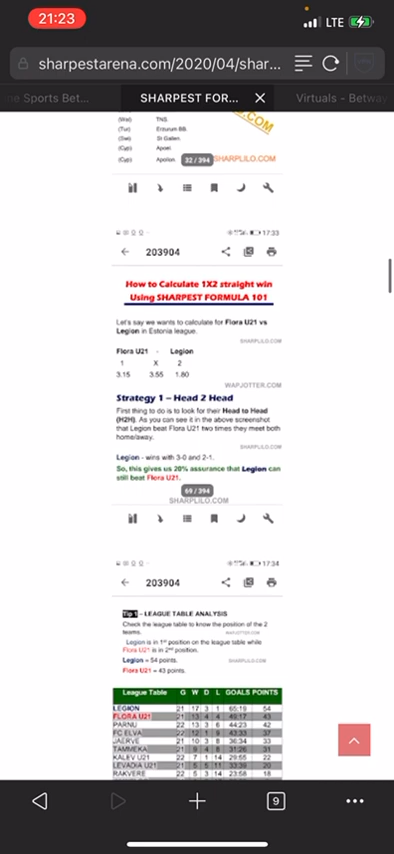 21:23
LTE
sharpestarena.com/2020/04/shar...
pe Sports Bet...
SHARPEST FOR...
Virtuals - Betway
S.COM
(Wal) TNS.
(Tur) Erzurum BB.
(Swi) St Gallen.
(Cyp) Apoel.
(Cyp) Apollon.
32 / 394
SHARPLILO.COM
17:33
203904
How to Calculate 1X2 straight win
Using SHARPEST FORMULA 101
Let's say we wants to calculate for Flora U21 vs
Legion in Estonia league.
SHARPLILO.COM
Flora U21 - Legion
1 X 2
3.15 3.55 1.80
WAPJOTTER.COM
Strategy 1 – Head 2 Head
First thing to do is to look for their Head to Head
(H2H). As you can see it in the above screenshot
that Legion beat Flora U21 two times they meet both
home/away.
SHARPLILO.COM
Legion - wins with 3-0 and 2-1.
So, this gives us 20% assurance that Legion can
still beat Flora U21.
69 / 394
SHARPLILO.COM
17:34
203904
Tip 1 - LEAGUE TABLE ANALYSIS
Check the league table to know the position of the 2
teams.
WAPJOTTER.COM
Legion is in 1st position on the league table while
Flora U21 is in 2nd position.
Legion = 54 points.
SHARPLILO.COM
Flora U21 = 43 points.
League Table G W D L GOALS POINTS
LEGION 21 17 3 1 65:19 54
FLORA U21 21 13 4 4 49:17 43
PARNU 22 13 3 6 44:23 42
FC ELVA 22 12 1 9 43:33 37
JAERVE 21 10 3 8 36:34 33
TAMMEKA 21 9 4 8 31:26 31
KALEV U21 22 7 1 14 29:55 22
LEVADIA U21 21 5 5 11 33:39 20
RAKVERE 22 5 3 14 23:58 18
9